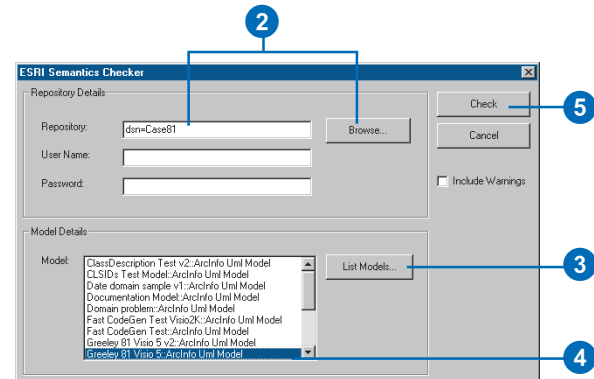 2
ESRI Semantics Checker
Repository Details
Repository:
dsn=Case81
Browse...
User Name:
Password:
Check
5
Cancel
Include Warnings
Model Details
Model:
ClassDescription Test v2::ArcInfo Uml Model
CLSIDs Test Model::ArcInfo Uml Model
Date domain sample v1::ArcInfo Uml Model
Documentation Model::ArcInfo Uml Model
Domain problem::ArcInfo Uml Model
Fast CodeGen Test Visio2K::ArcInfo Uml Model
Fast CodeGen Test::ArcInfo Uml Model
Greeley 81 Visio 5 v2::ArcInfo Uml Model
Greeley 81 Visio 5::ArcInfo Uml Model
List Models...
3
4